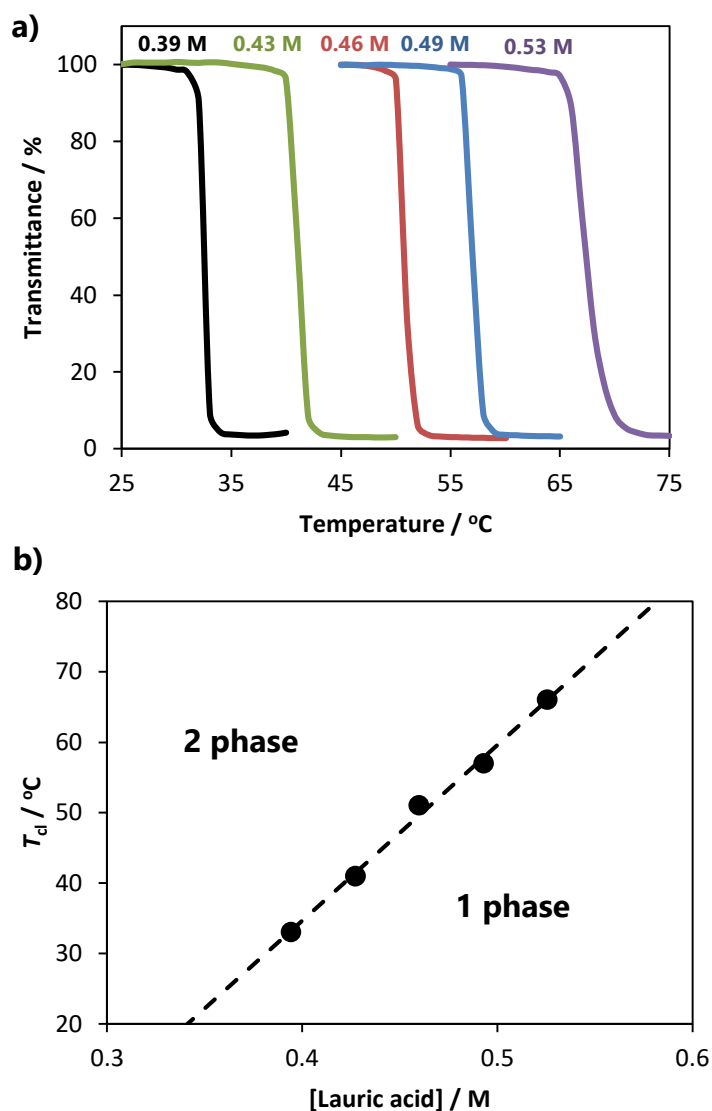 a)
0.39 M 0.43 M 0.46 M 0.49 M 0.53 M
100
80
60
40
20
0
Transmittance / %
25 35 45 55 65 75
Temperature / °C
b)
80
70
60
50
40
30
20
T_cl / °C
2 phase
1 phase
0.3 0.4 0.5 0.6
[Lauric acid] / M